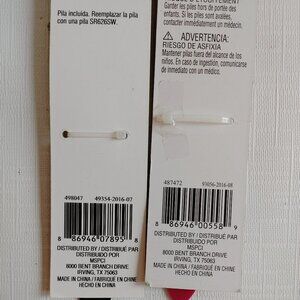 Pila incluida. Reemplazar la pila
con una pila SR626SW.
498047 49354-2016-07
8 86946 07895 8
DISTRIBUTED BY / DISTRIBUÉ PAR
DISTRIBUIDO POR
MSPCI
8000 BENT BRANCH DRIVE
IRVING, TX 75063
MADE IN CHINA / FABRIQUÉ EN CHINE
HECHO EN CHINA
Garder les piles hors de portée des
enfants. Si les piles sont avalées,
contacter immédiatement un médecin.
ADVERTENCIA:
RIESGO DE ASFIXIA
Mantener pilas fuera del alcance de los
niños. En caso de ingestión, comunicarse
de inmediato con el médico.
487472 93056-2016-08
8 86946 00558 9
DISTRIBUTED BY / DISTRIBUÉ PAR
DISTRIBUIDO POR
MSPCI
8000 BENT BRANCH DRIVE
IRVING, TX 75063
MADE IN CHINA / FABRIQUÉ EN CHINE
HECHO EN CHINA